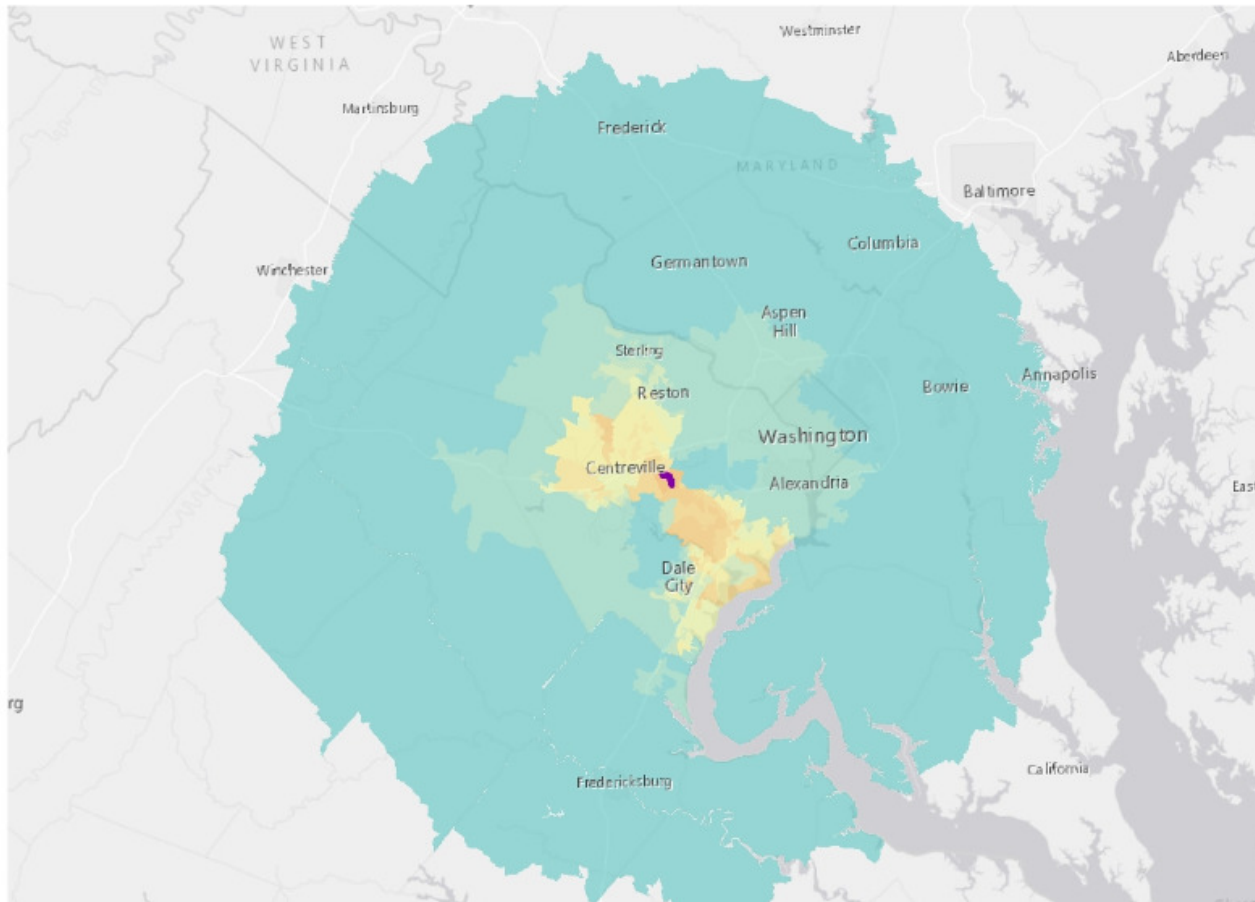 Westminster
WEST
VIRGINIA
Aberdeen
Martinsburg
Frederick
MARYLAND
Baltimore
Columbia
Winchester
Germantown
Aspen
Hill
Sterling
Reston
Annapolis
Bowie
Washington
Centreville
Alexandria
East
Dale
City
rg
California
Fredericksburg